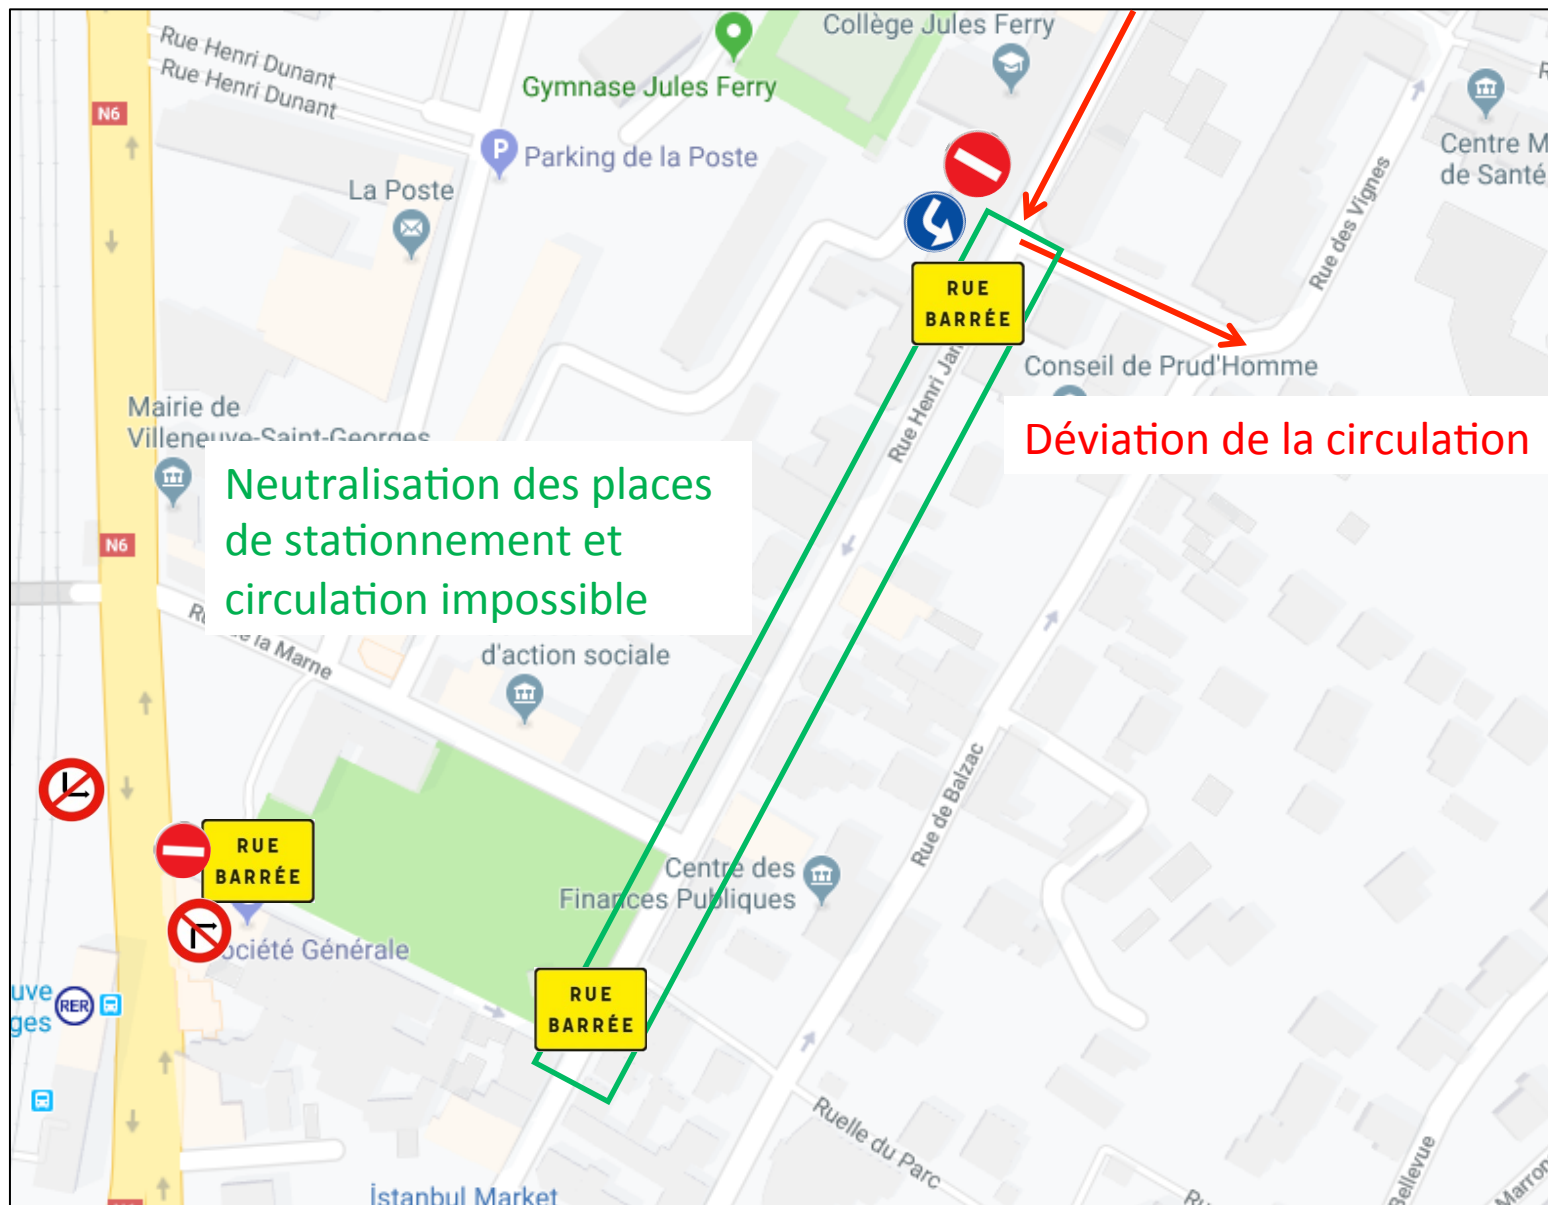 Rue Henri Dunant
Rue Henri Dunant
N6
Collège Jules Ferry
Gymnase Jules Ferry
P
Parking de la Poste
La Poste
Centre M
de Santé
Rue des Vignes
RUE
BARRÉE
Rue Henri Jan
Conseil de Prud'Homme
Déviation de la circulation
Mairie de
Villeneuve-Saint-Georges
Neutralisation des places
de stationnement et
circulation impossible
N6
la Marne
d'action sociale
Rue de Balzac
RUE
BARRÉE
Centre des
Finances Publiques
ociété Générale
RUE
BARRÉE
uve
ges
RER
Ruelle du Parc
Bellevue
Marron
Ru
İstanbul Market